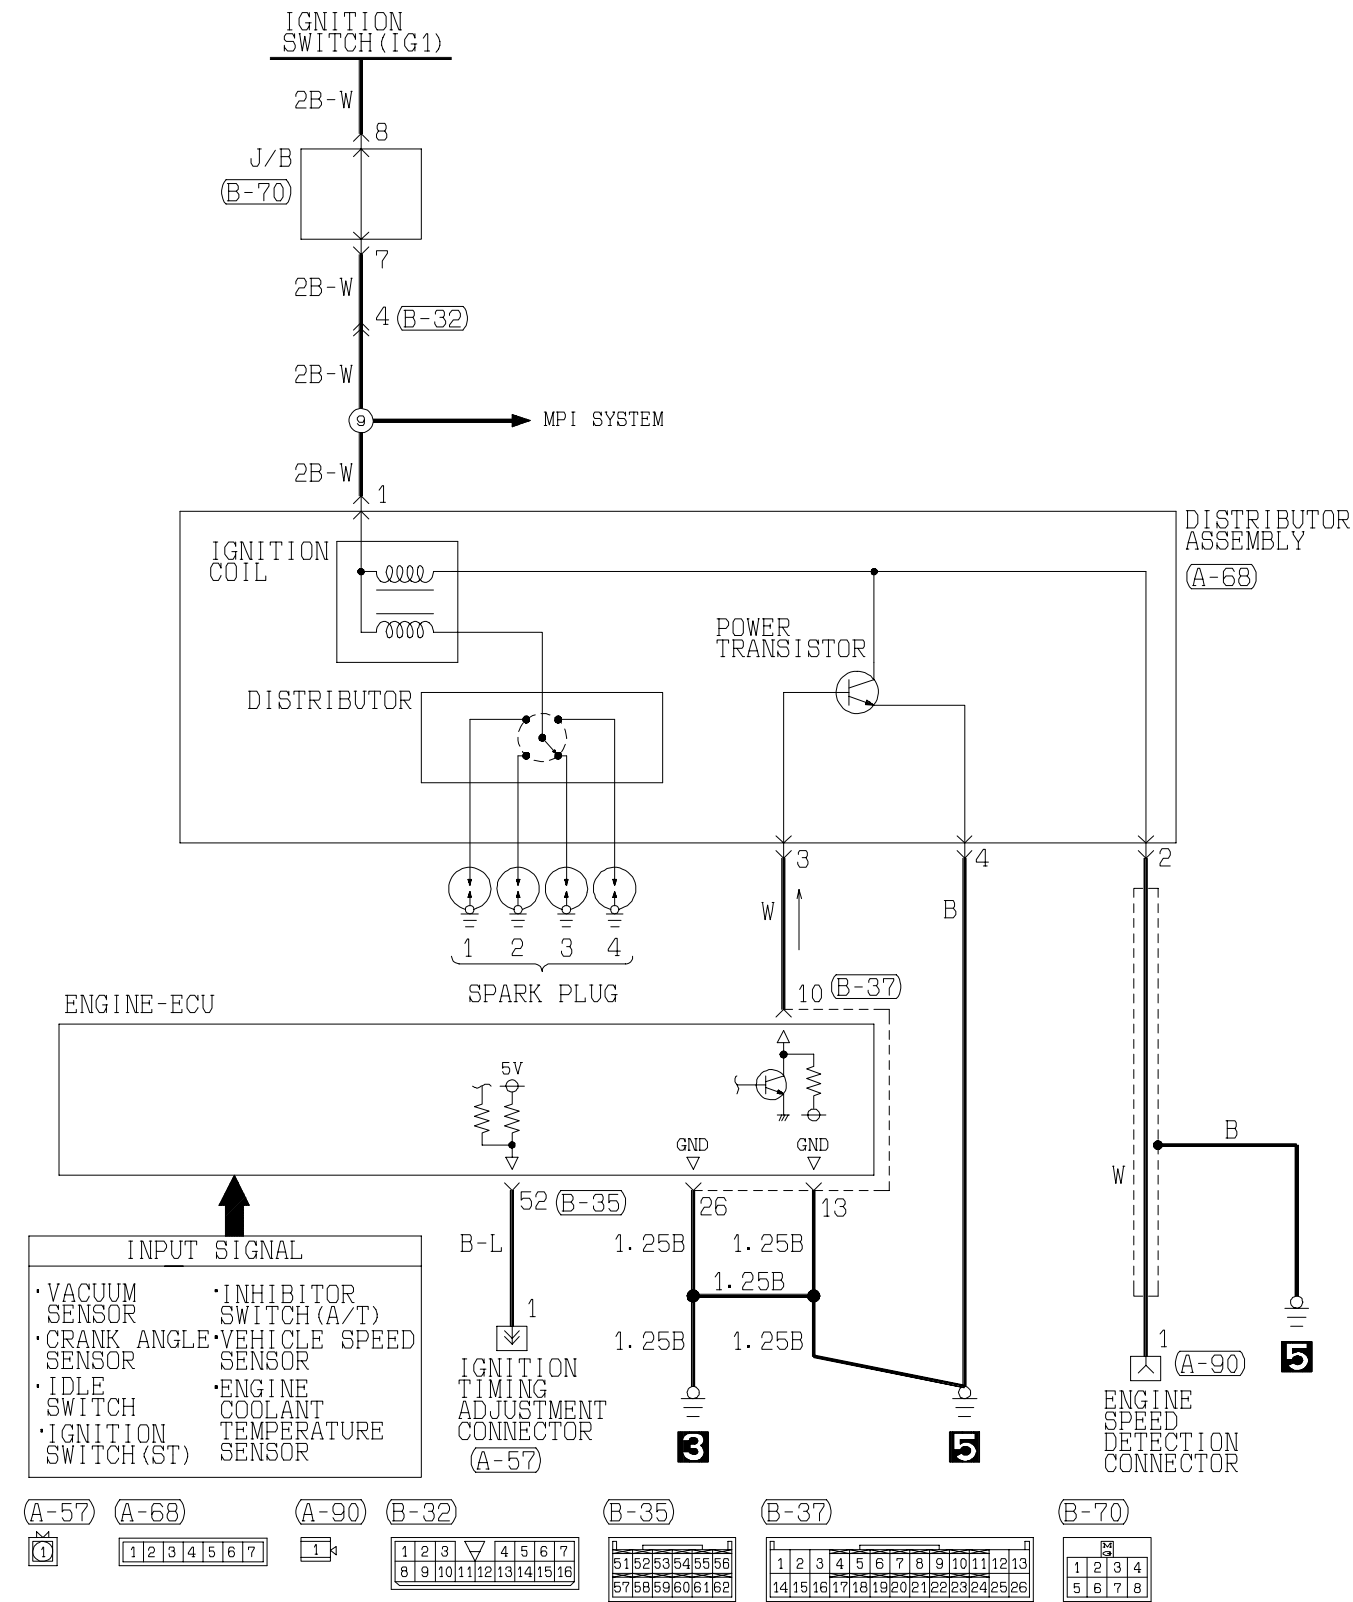 IGNITION
SWITCH(IG1)
2B-W
8
J/B
B-70
7
2B-W
4 B-32
2B-W
9
MPI SYSTEM
2B-W
1
DISTRIBUTOR
ASSEMBLY
A-68
IGNITION
COIL
POWER
TRANSISTOR
DISTRIBUTOR
3
4
2
W
B
1 2 3 4
SPARK PLUG
10 B-37
ENGINE-ECU
5V
GND
GND
B
W
52 B-35
26
13
B-L
1.25B
1.25B
1.25B
1.25B
1.25B
1
IGNITION
TIMING
ADJUSTMENT
CONNECTOR
A-57
3
5
5
1
A-90
ENGINE
SPEED
DETECTION
CONNECTOR
INPUT SIGNAL
·VACUUM
SENSOR
·CRANK ANGLE
SENSOR
·IDLE
SWITCH
·IGNITION
SWITCH(ST)
·INHIBITOR
SWITCH(A/T)
·VEHICLE SPEED
SENSOR
·ENGINE
COOLANT
TEMPERATURE
SENSOR
A-57
1
A-68
1 2 3 4 5 6 7
A-90
1
B-32
1 2 3 4 5 6 7
8 9 10 11 12 13 14 15 16
B-35
51 52 53 54 55 56
57 58 59 60 61 62
B-37
1 2 3 4 5 6 7 8 9 10 11 12 13
14 15 16 17 18 19 20 21 22 23 24 25 26
B-70
1 2 3 4
5 6 7 8